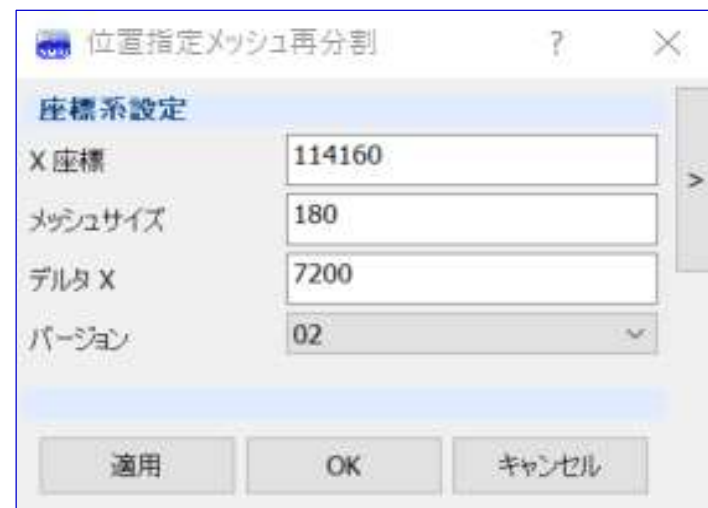 位置指定メッシュ再分割 ? ×
座標系設定
X 座標 114160
>
メッシュサイズ 180
デルタ X 7200
バージョン 02
適用 OK キャンセル